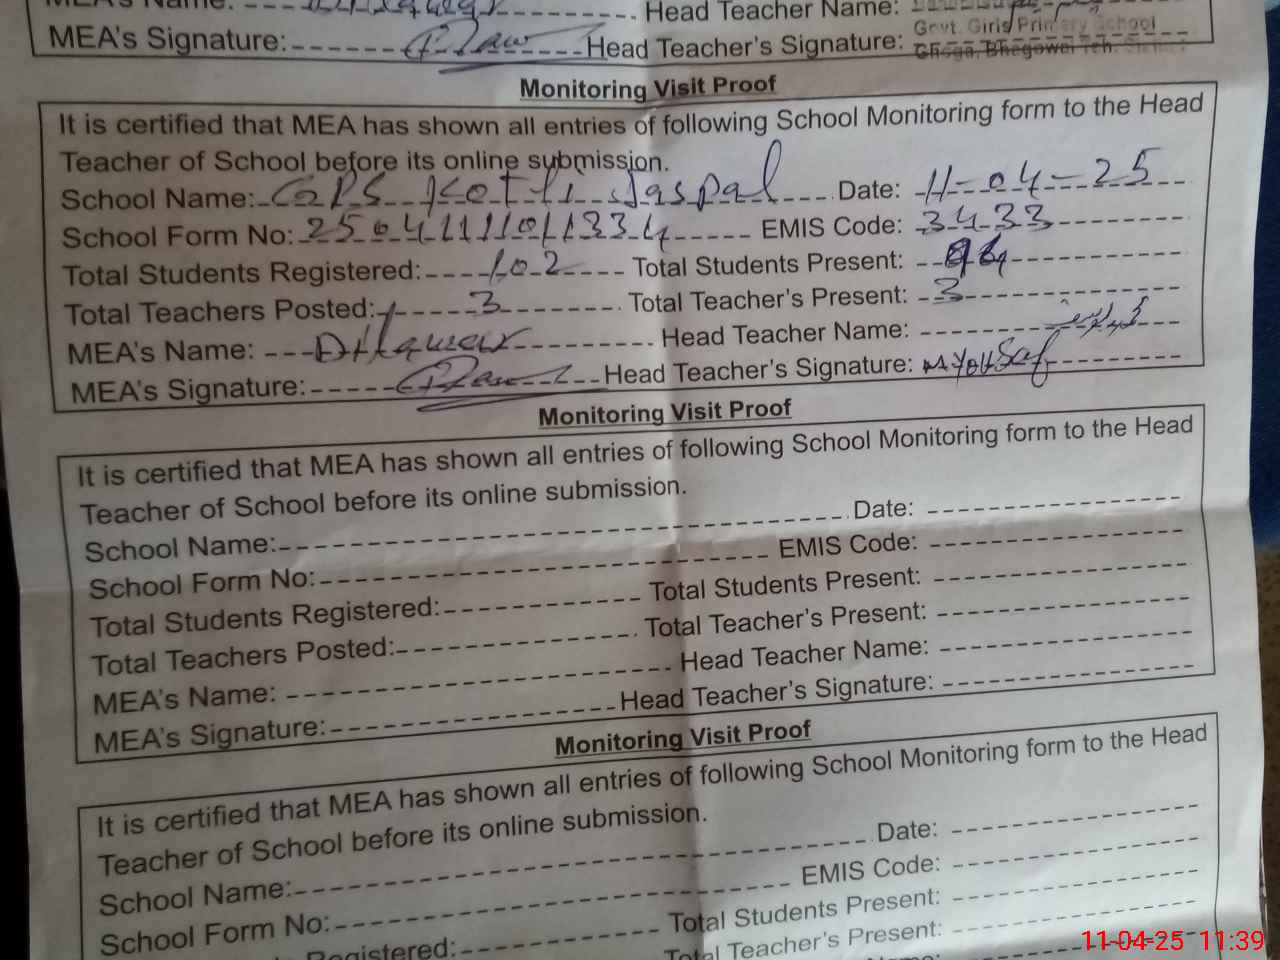 Head Teacher Name:
MEA's Signature: Head Teacher's Signature: Govt. Girls Primary School
Monitoring Visit Proof
It is certified that MEA has shown all entries of following School Monitoring form to the Head
Teacher of School before its online submission.
School Name: GBPS Kotli Jaspal Date: 11-04-25
School Form No: EMIS Code: 3433
Total Students Registered: 102 Total Students Present:
Total Teachers Posted: 3 Total Teacher's Present: 3
MEA's Name: Head Teacher Name:
MEA's Signature: Head Teacher's Signature: M Yousaf
Monitoring Visit Proof
It is certified that MEA has shown all entries of following School Monitoring form to the Head
Teacher of School before its online submission.
School Name: Date:
School Form No: EMIS Code:
Total Students Registered: Total Students Present:
Total Teachers Posted: Total Teacher's Present:
MEA's Name: Head Teacher Name:
MEA's Signature: Head Teacher's Signature:
Monitoring Visit Proof
It is certified that MEA has shown all entries of following School Monitoring form to the Head
Teacher of School before its online submission.
School Name: Date:
School Form No: EMIS Code:
Registered: Total Students Present:
11-04-25 11:39